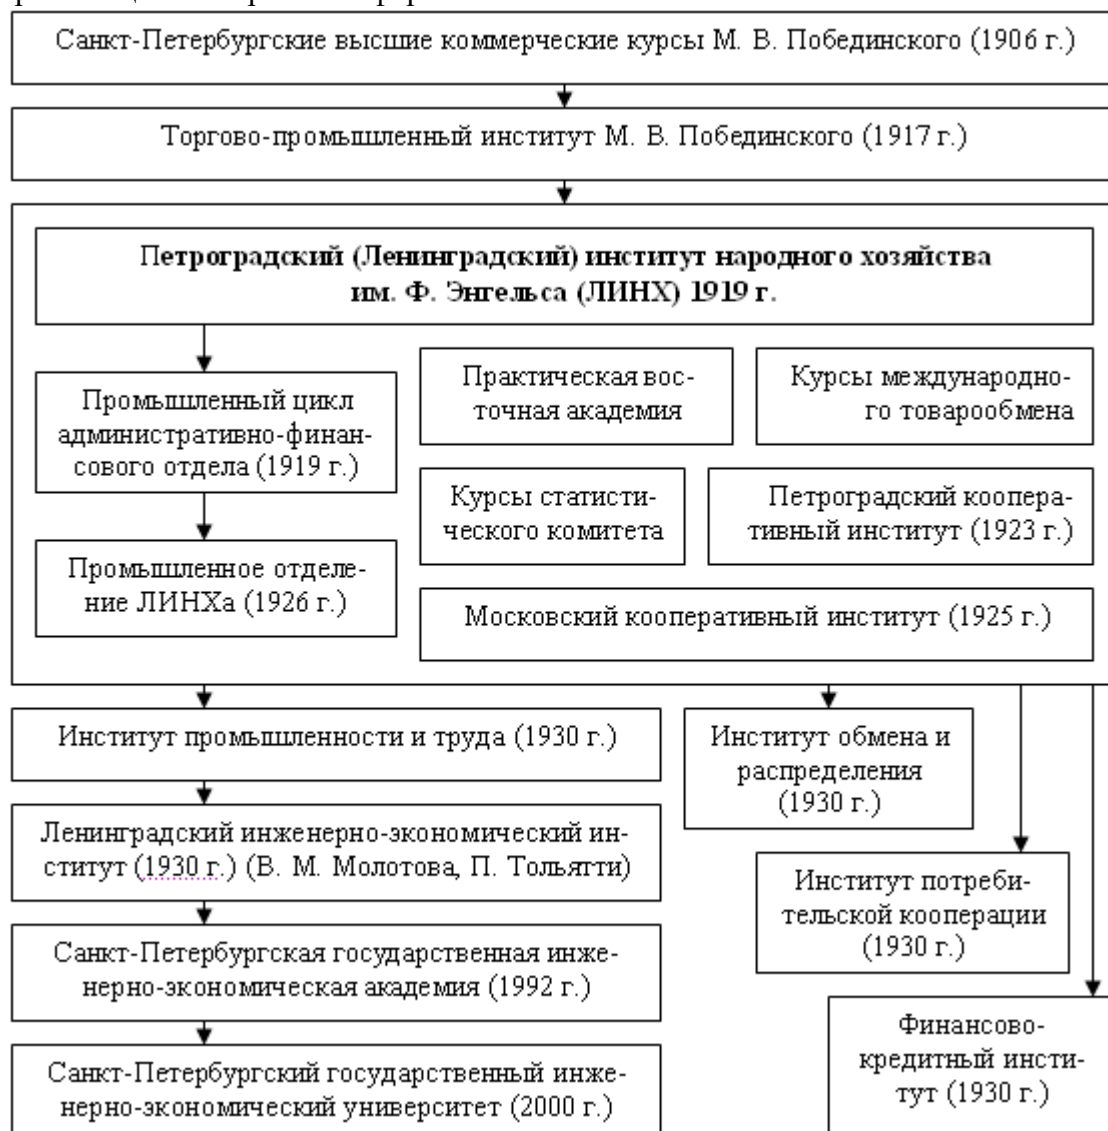 Санкт-Петербургские высшие коммерческие курсы М. В. Побединского (1906 г.)
Торгово-промышленный институт М. В. Побединского (1917 г.)
Петроградский (Ленинградский) институт народного хозяйства
им. Ф. Энгельса (ЛИНХ) 1919 г.
Промышленный цикл
административно-финан-
сового отдела (1919 г.)
Практическая вос-
точная академия
Курсы международно-
го товарообмена
Курсы статисти-
ческого комитета
Петроградский коопера-
тивный институт (1923 г.)
Промышленное отделе-
ние ЛИНХа (1926 г.)
Московский кооперативный институт (1925 г.)
Институт промышленности и труда (1930 г.)
Институт обмена и
распределения
(1930 г.)
Ленинградский инженерно-экономический ин-
ститут (1930 г.) (В. М. Молотова, П. Тольятти)
Институт потреби-
тельской кооперации
(1930 г.)
Санкт-Петербургская государственная инже-
нерно-экономическая академия (1992 г.)
Финансово-
кредитный инсти-
тут (1930 г.)
Санкт-Петербургский государственный инже-
нерно-экономический университет (2000 г.)